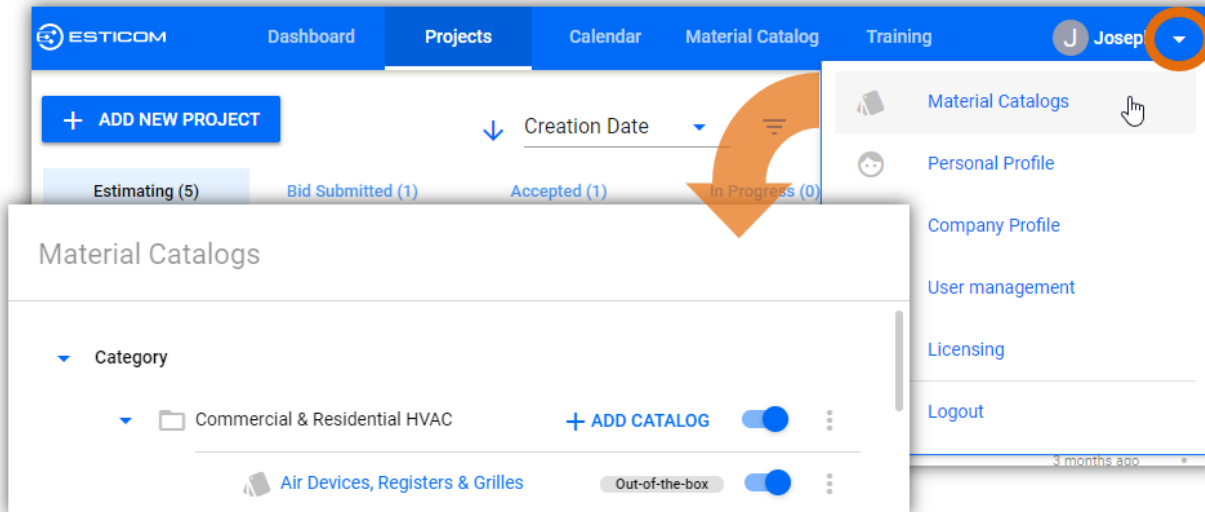 ESTICOM
Dashboard
Projects
Calendar
Material Catalog
Training
J
Josep
+ ADD NEW PROJECT
Creation Date
Estimating (5)
Bid Submitted (1)
Accepted (1)
In Progress (0)
Material Catalogs
Personal Profile
Company Profile
User management
Licensing
Logout
3 months ago
Material Catalogs
Category
Commercial & Residential HVAC
+ ADD CATALOG
Air Devices, Registers & Grilles
Out-of-the-box